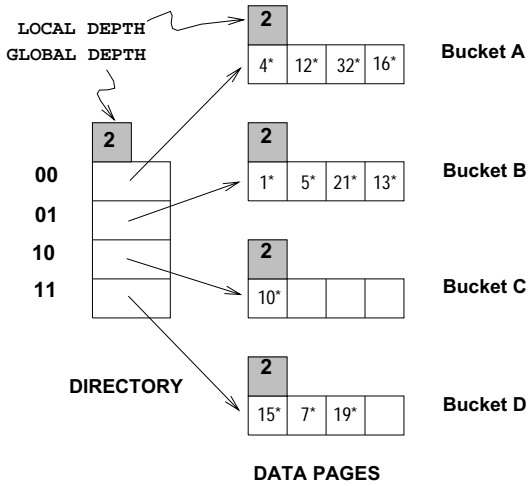 LOCAL DEPTH
GLOBAL DEPTH
2
00
01
10
11
DIRECTORY
2
4* 12* 32* 16*
Bucket A
2
1* 5* 21* 13*
Bucket B
2
10*
Bucket C
2
15* 7* 19*
Bucket D
DATA PAGES